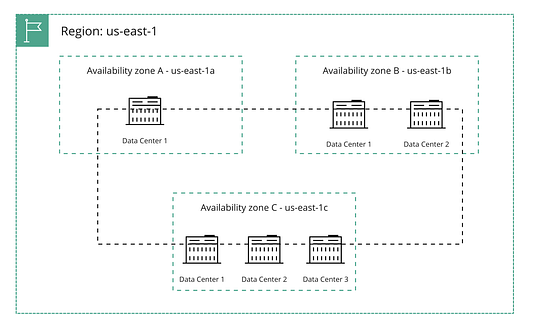 Region: us-east-1
Availability zone A - us-east-1a
Data Center 1
Availability zone B - us-east-1b
Data Center 1
Data Center 2
Availability zone C - us-east-1c
Data Center 1
Data Center 2
Data Center 3